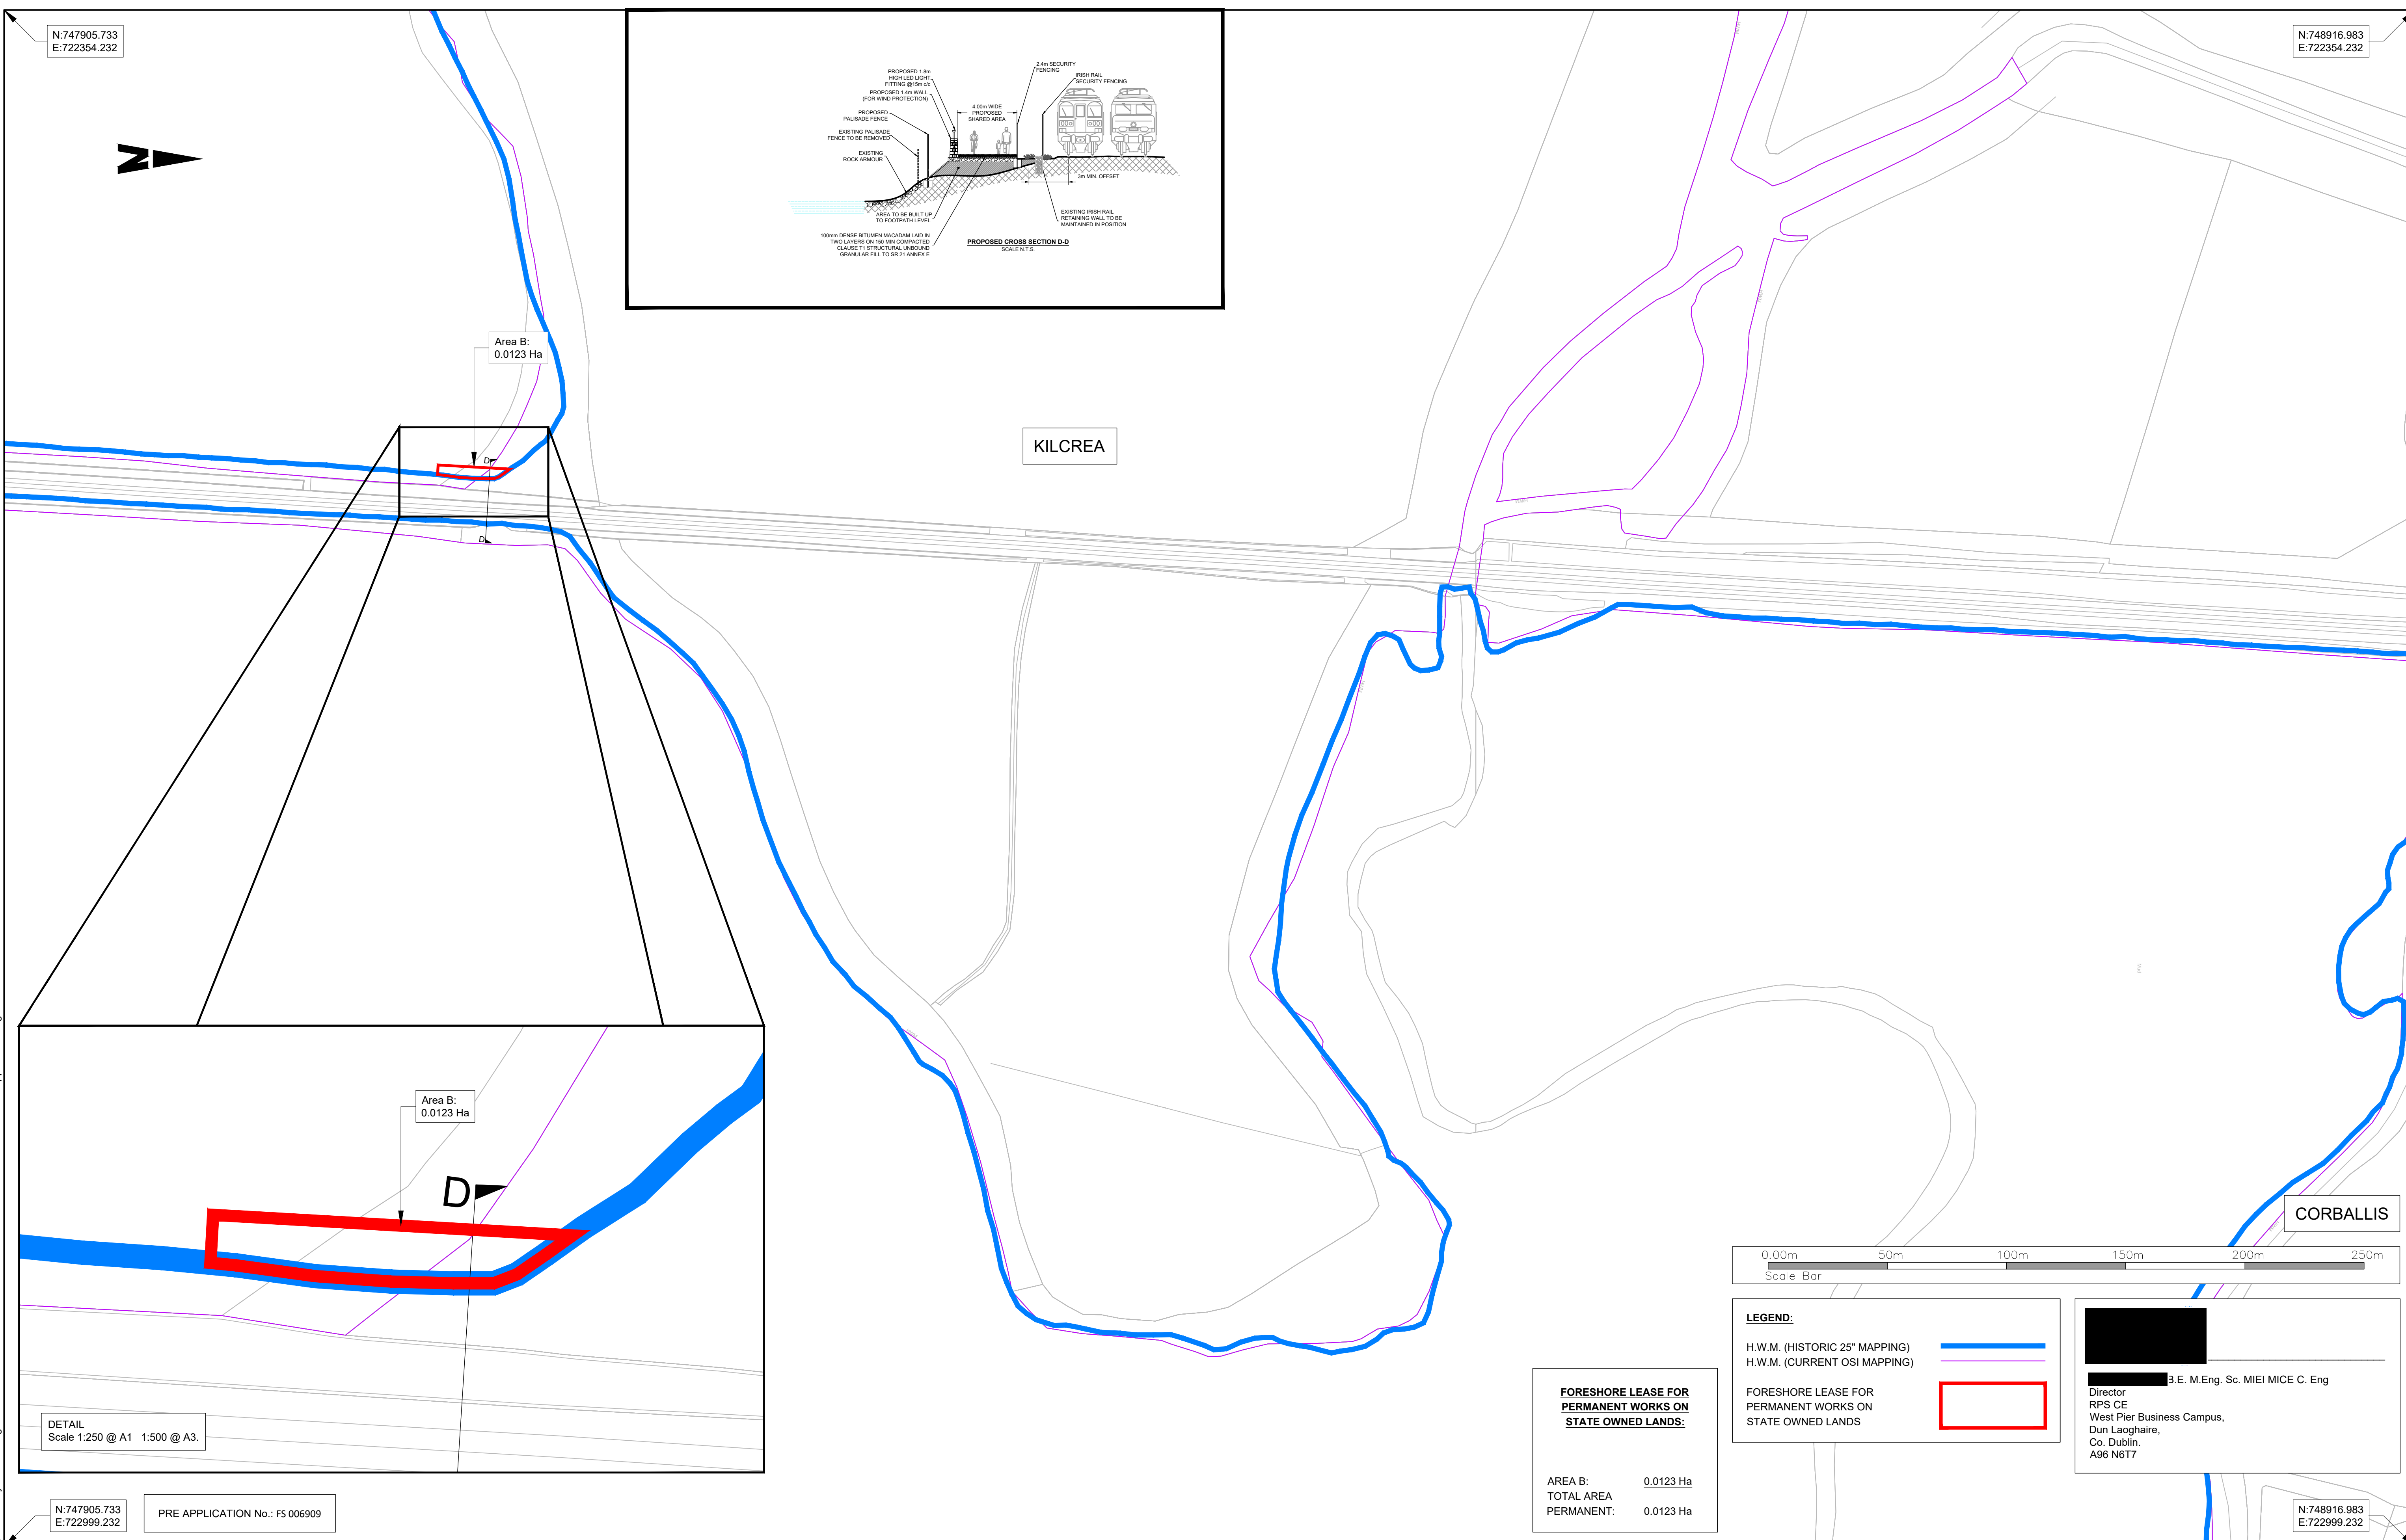 N:747905.733
E:722354.232
N:748916.983
E:722354.232
N
PROPOSED 1.8m
HIGH LED LIGHT
FITTING @15m c/c
PROPOSED 1.4m WALL
(FOR WIND PROTECTION)
PROPOSED
PALISADE FENCE
EXISTING PALISADE
FENCE TO BE REMOVED
EXISTING
ROCK ARMOUR
4.00m WIDE
PROPOSED
SHARED AREA
2.4m SECURITY
FENCING
IRISH RAIL
SECURITY FENCING
3m MIN. OFFSET
AREA TO BE BUILT UP
TO FOOTPATH LEVEL
EXISTING IRISH RAIL
RETAINING WALL TO BE
MAINTAINED IN POSITION
100mm DENSE BITUMEN MACADAM LAID IN
TWO LAYERS ON 150 MIN COMPACTED
CLAUSE T1 STRUCTURAL UNBOUND
GRANULAR FILL TO SR 21 ANNEX E
PROPOSED CROSS SECTION D-D
SCALE N.T.S.
Area B:
0.0123 Ha
KILCREA
D
D
Area B:
0.0123 Ha
D
DETAIL
Scale 1:250 @ A1 1:500 @ A3.
CORBALLIS
0.00m 50m 100m 150m 200m 250m
Scale Bar
LEGEND:
H.W.M. (HISTORIC 25" MAPPING)
H.W.M. (CURRENT OSI MAPPING)
FORESHORE LEASE FOR
PERMANENT WORKS ON
STATE OWNED LANDS
B.E. M.Eng. Sc. MIEI MICE C. Eng
Director
RPS CE
West Pier Business Campus,
Dun Laoghaire,
Co. Dublin.
A96 N6T7
FORESHORE LEASE FOR
PERMANENT WORKS ON
STATE OWNED LANDS:
AREA B: 0.0123 Ha
TOTAL AREA
PERMANENT: 0.0123 Ha
N:747905.733
E:722999.232
PRE APPLICATION No.: FS 006909
N:748916.983
E:722999.232